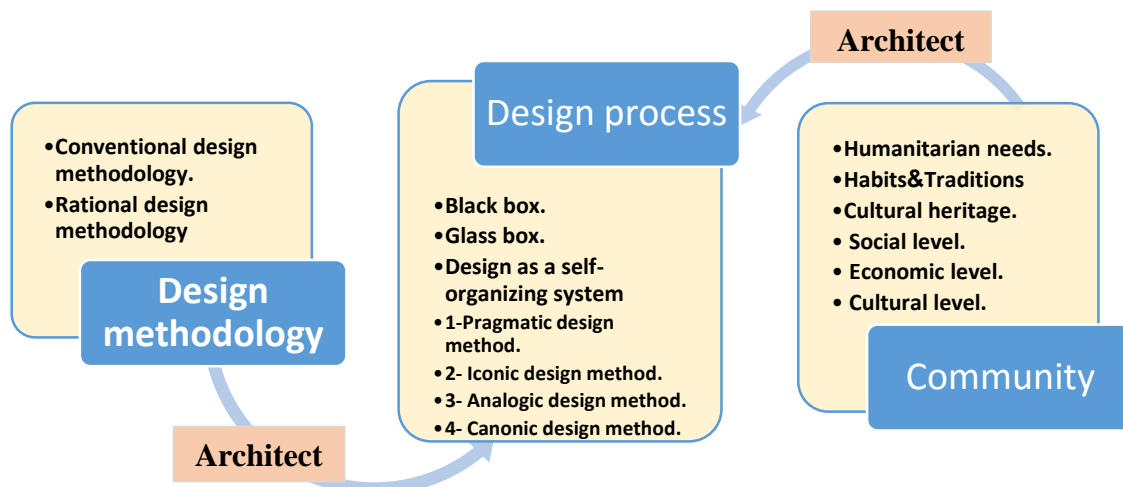 •Conventional design
methodology.
•Rational design
methodology
Design
methodology
Architect
Design process
•Black box.
•Glass box.
•Design as a self-
organizing system
•1-Pragmatic design
method.
•2- Iconic design method.
•3- Analogic design method.
•4- Canonic design method.
Architect
•Humanitarian needs.
•Habits&Traditions
•Cultural heritage.
• Social level.
• Economic level.
• Cultural level.
Community